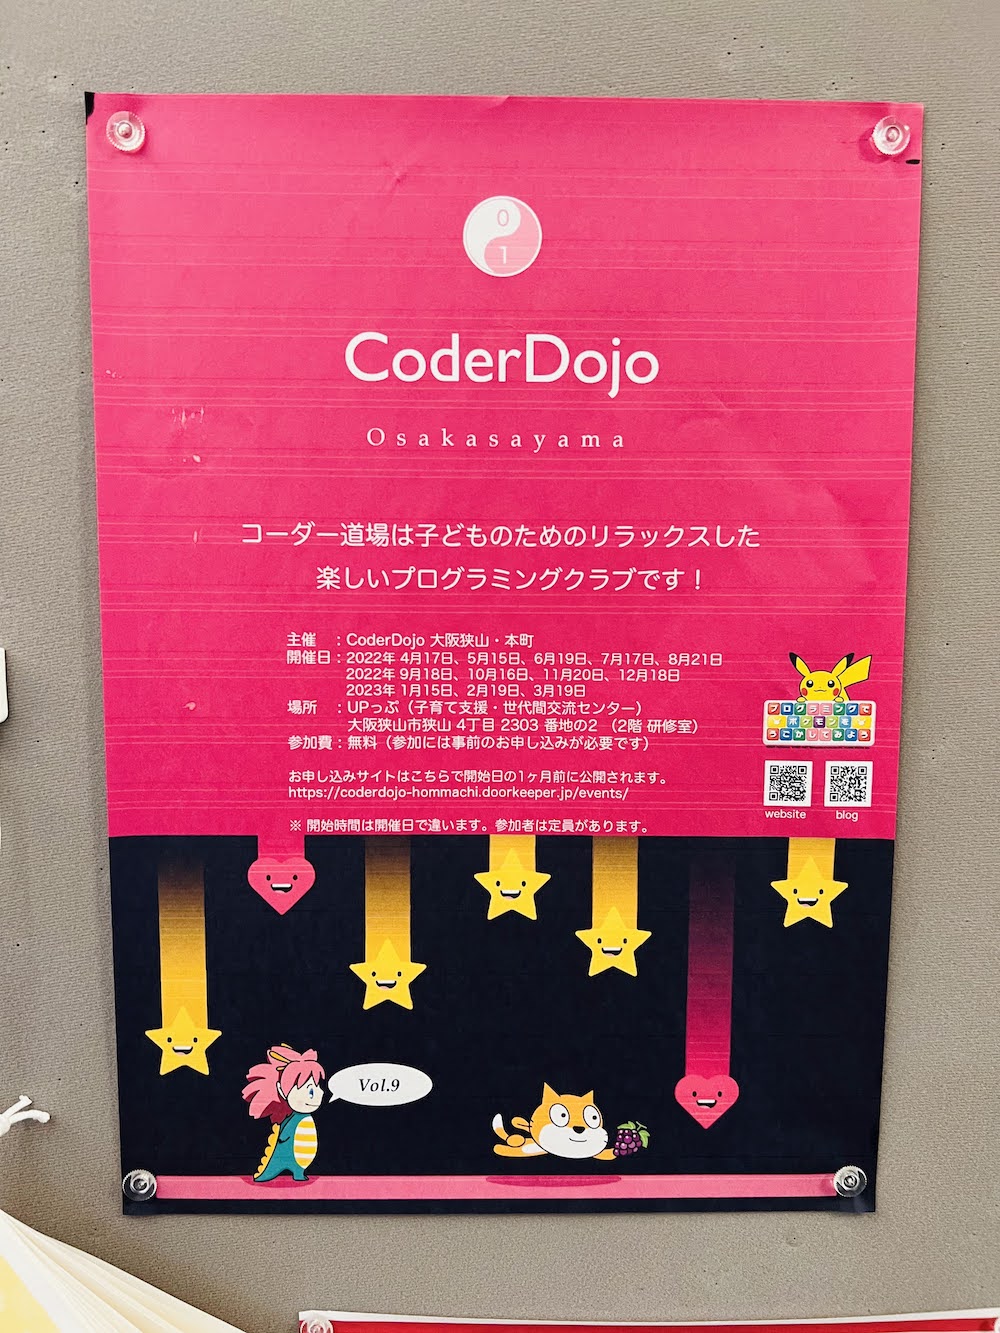 0
1
CoderDojo
Osakasayama
コーダー道場は子どものためのリラックスした
楽しいプログラミングクラブです！
主催　：CoderDojo 大阪狭山・本町
開催日：2022年 4月17日、5月15日、6月19日、7月17日、8月21日
2022年 9月18日、10月16日、11月20日、12月18日
2023年 1月15日、2月19日、3月19日
場所　：UPっぷ（子育て支援・世代間交流センター）
大阪狭山市狭山 4丁目 2303 番地の2 （2階 研修室）
参加費：無料（参加には事前のお申し込みが必要です）
プログラミングで
ポケモンを
うごかしてみよう
お申し込みサイトはこちらで開始日の1ヶ月前に公開されます。
https://coderdojo-hommachi.doorkeeper.jp/events/
website
blog
※ 開始時間は開催日で違います。参加者は定員があります。
Vol.9